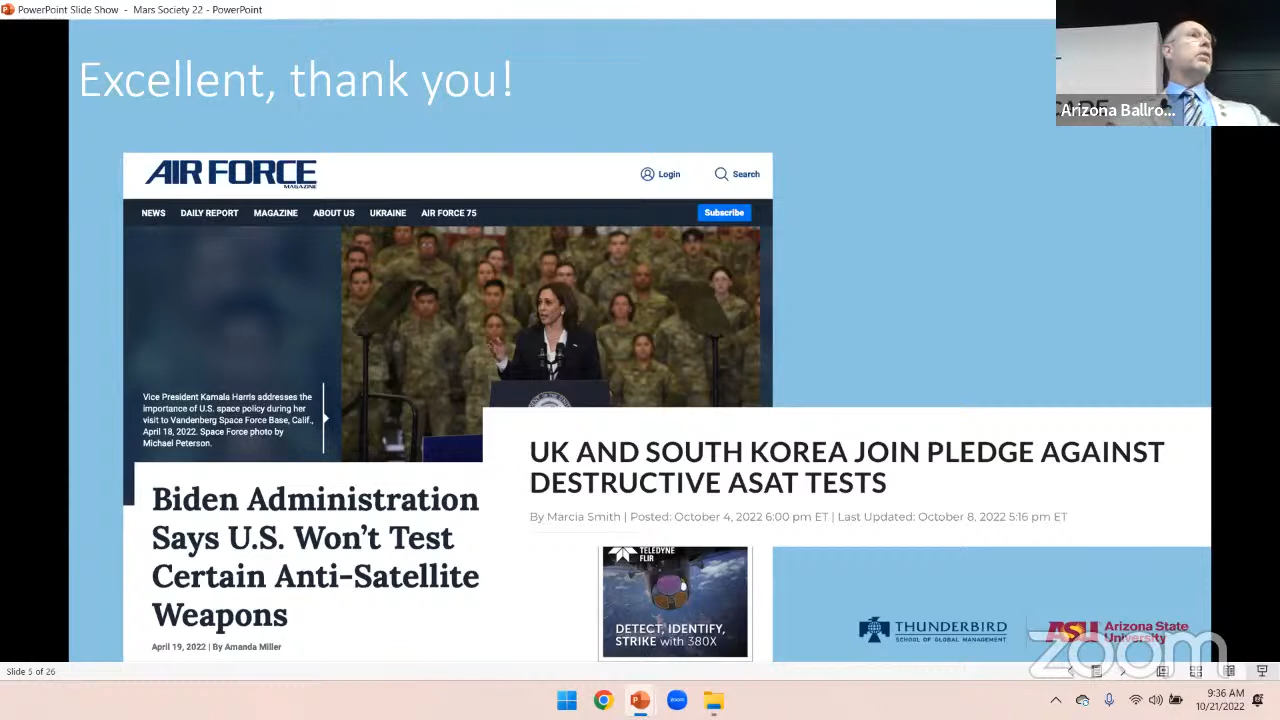 PowerPoint Slide Show - Mars Society 22 - PowerPoint
Excellent, thank you!
Arizona Ballro...
AIR FORCE
MAGAZINE
Login
Search
NEWS
DAILY REPORT
MAGAZINE
ABOUT US
UKRAINE
AIR FORCE 75
Subscribe
Vice President Kamala Harris addresses the
importance of U.S. space policy during her
visit to Vandenberg Space Force Base, Calif.,
April 18, 2022. Space Force photo by
Michael Peterson.
UK AND SOUTH KOREA JOIN PLEDGE AGAINST
DESTRUCTIVE ASAT TESTS
By Marcia Smith | Posted: October 4, 2022 6:00 pm ET | Last Updated: October 8, 2022 5:16 pm ET
Biden Administration
Says U.S. Won’t Test
Certain Anti-Satellite
Weapons
April 19, 2022 | By Amanda Miller
TELEDYNE
FLIR
DETECT, IDENTIFY,
STRIKE with 380X
THUNDERBIRD
SCHOOL OF GLOBAL MANAGEMENT
ASU Arizona State
University
zoom
Slide 5 of 26
zoom
9:36 AM
10/21/2022